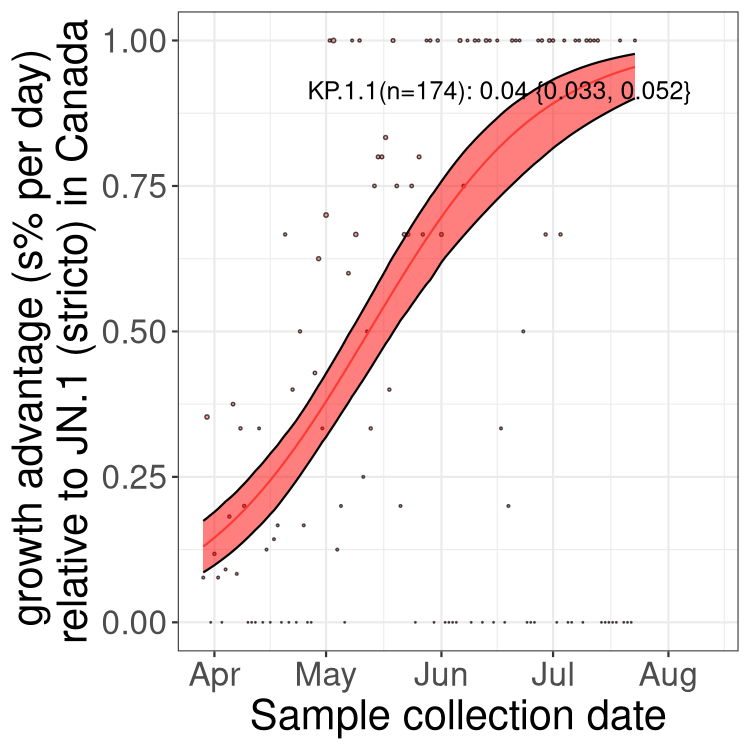 growth advantage (s% per day)
relative to JN.1 (stricto) in Canada
1.00
0.75
0.50
0.25
0.00
KP.1.1(n=174): 0.04 {0.033, 0.052}
Apr May Jun Jul Aug
Sample collection date